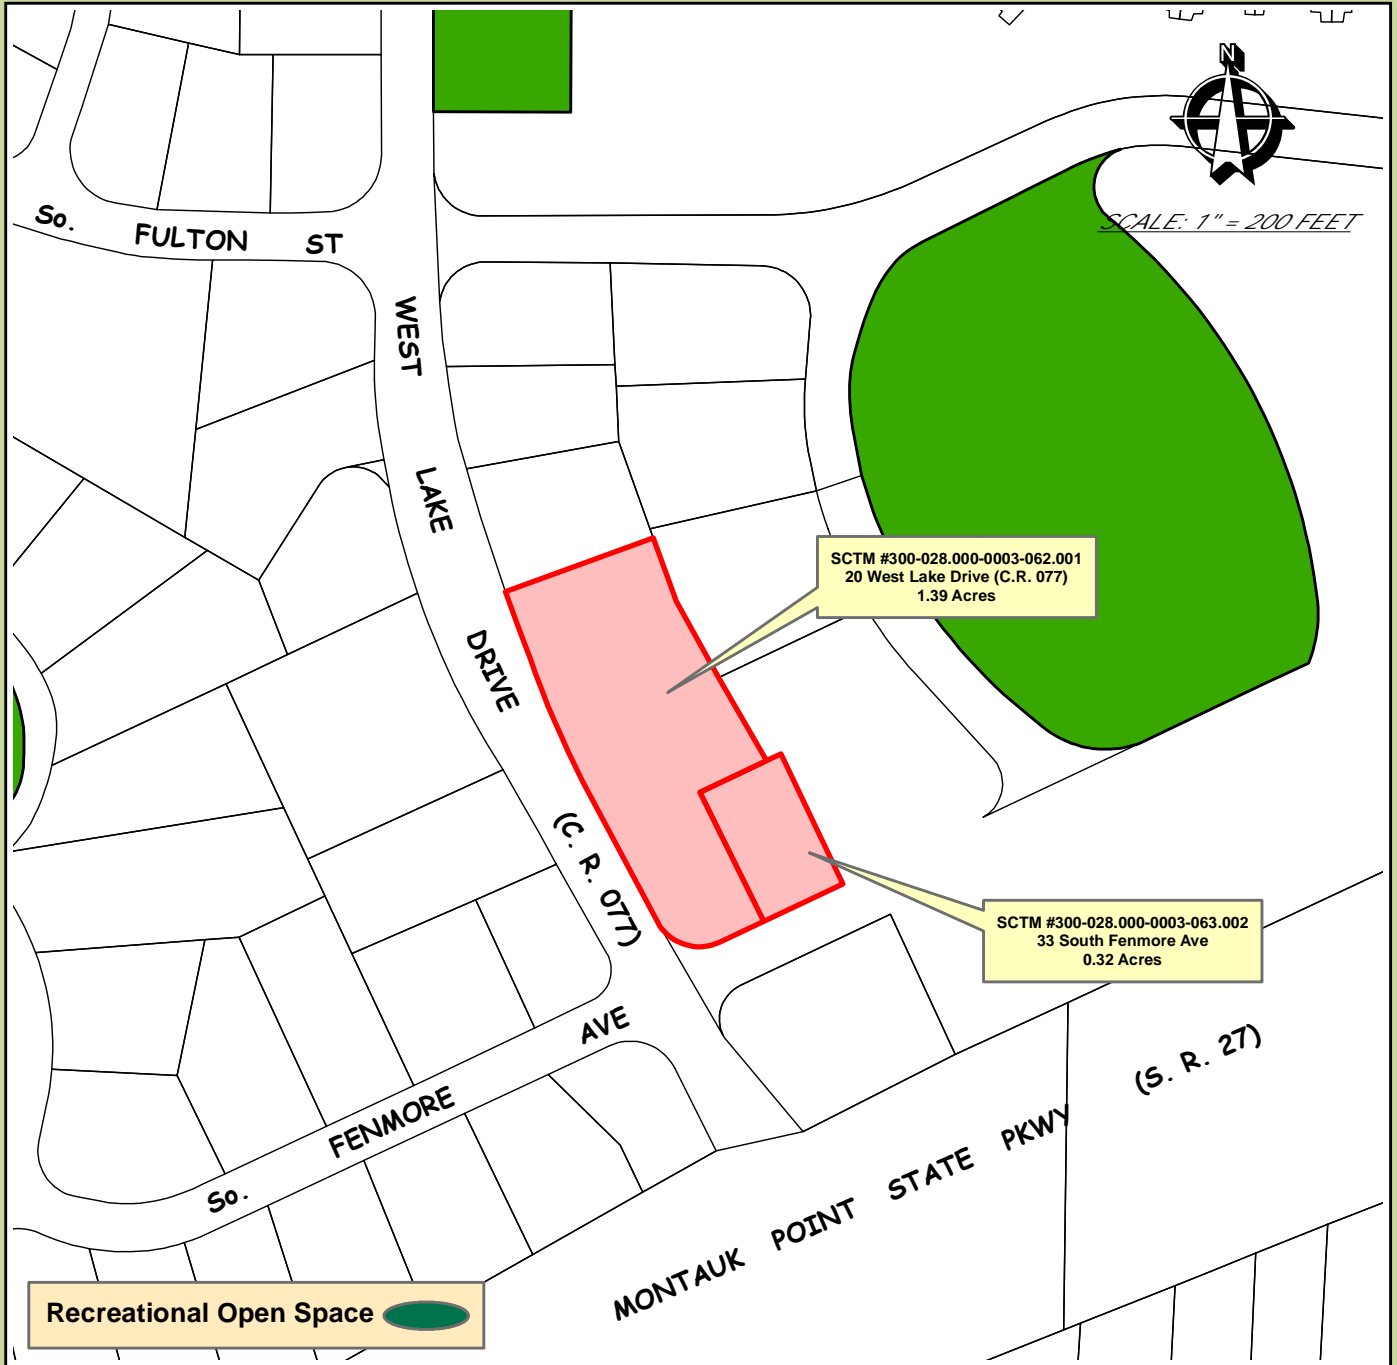 N
SCALE: 1" = 200 FEET
So. FULTON ST
WEST LAKE DRIVE (C. R. 077)
SCTM #300-028.000-0003-062.001
20 West Lake Drive (C.R. 077)
1.39 Acres
SCTM #300-028.000-0003-063.002
33 South Fenmore Ave
0.32 Acres
So. FENMORE AVE
MONTAUK POINT STATE PKWY (S. R. 27)
Recreational Open Space